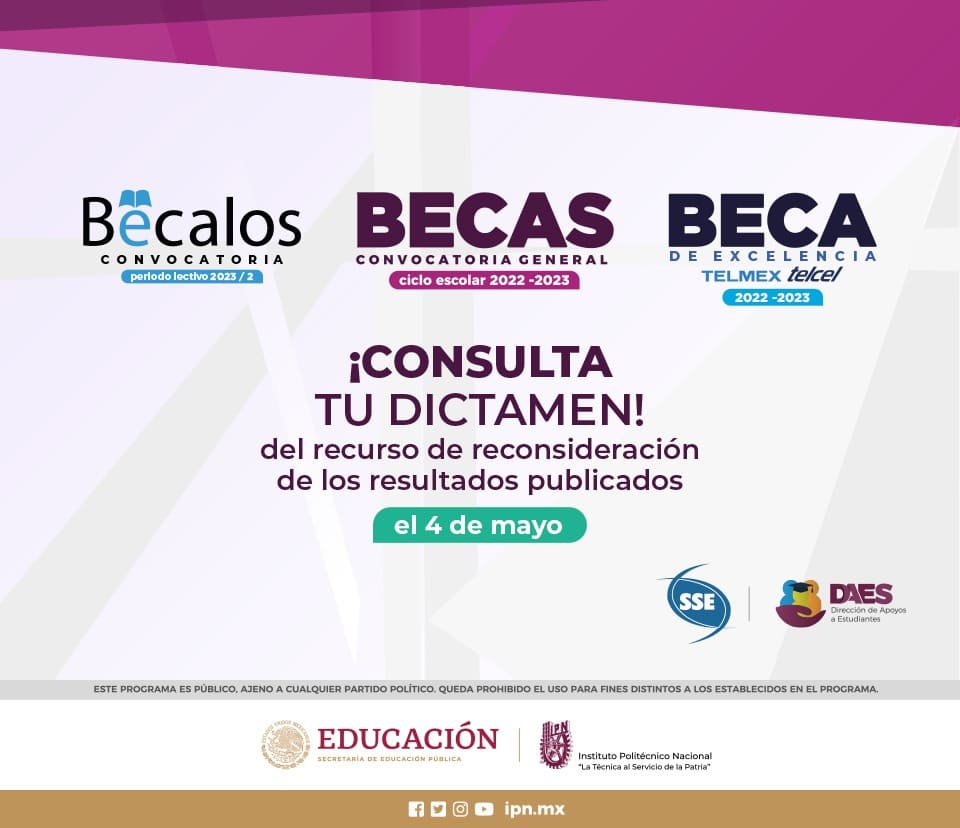 Bécalos
CONVOCATORIA
periodo lectivo 2023 / 2
BECAS
CONVOCATORIA GENERAL
ciclo escolar 2022 -2023
BECA
DE EXCELENCIA
TELMEX telcel
2022 -2023
¡CONSULTA
TU DICTAMEN!
del recurso de reconsideración
de los resultados publicados
el 4 de mayo
SSE
DAES
Dirección de Apoyos
a Estudiantes
ESTE PROGRAMA ES PÚBLICO, AJENO A CUALQUIER PARTIDO POLÍTICO. QUEDA PROHIBIDO EL USO PARA FINES DISTINTOS A LOS ESTABLECIDOS EN EL PROGRAMA.
EDUCACIÓN
SECRETARÍA DE EDUCACIÓN PÚBLICA
IPN
Instituto Politécnico Nacional
"La Técnica al Servicio de la Patria"
ipn.mx